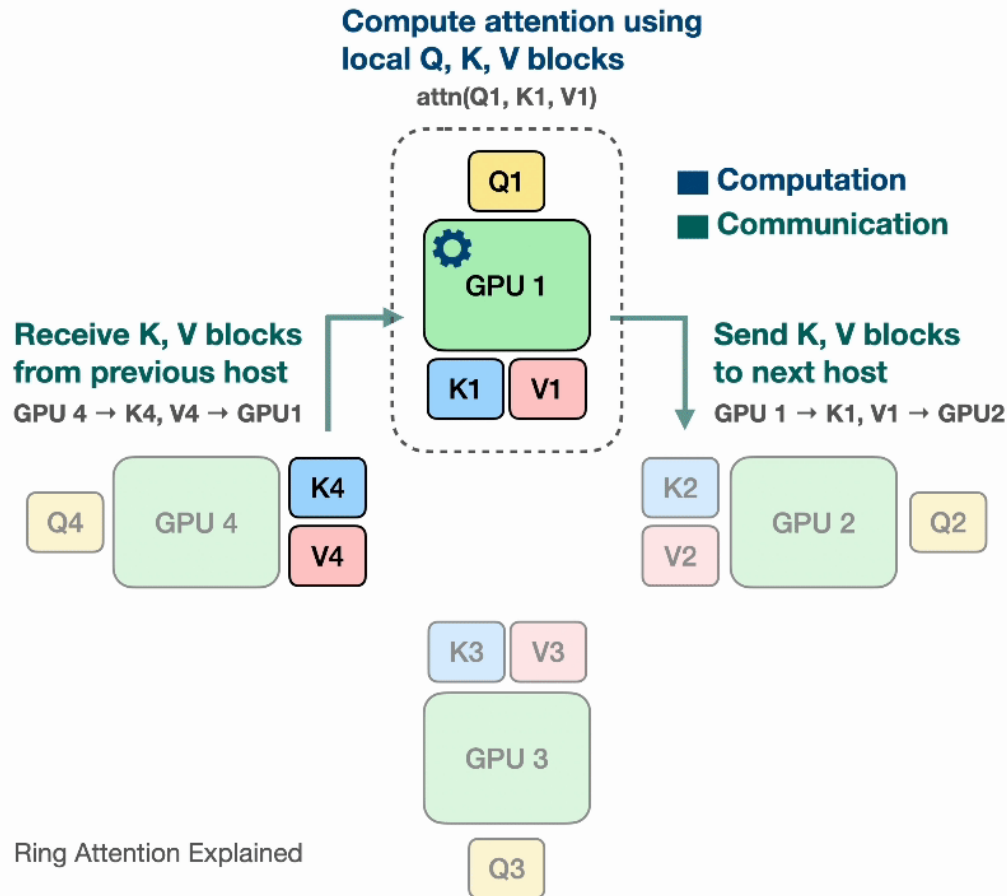 Compute attention using
local Q, K, V blocks
attn(Q1, K1, V1)
Q1
Computation
Communication
GPU 1
Receive K, V blocks
from previous host
GPU 4 → K4, V4 → GPU1
Send K, V blocks
to next host
GPU 1 → K1, V1 → GPU2
K1 V1
Q4
GPU 4
K4
V4
K2
V2
GPU 2
Q2
K3 V3
GPU 3
Ring Attention Explained
Q3